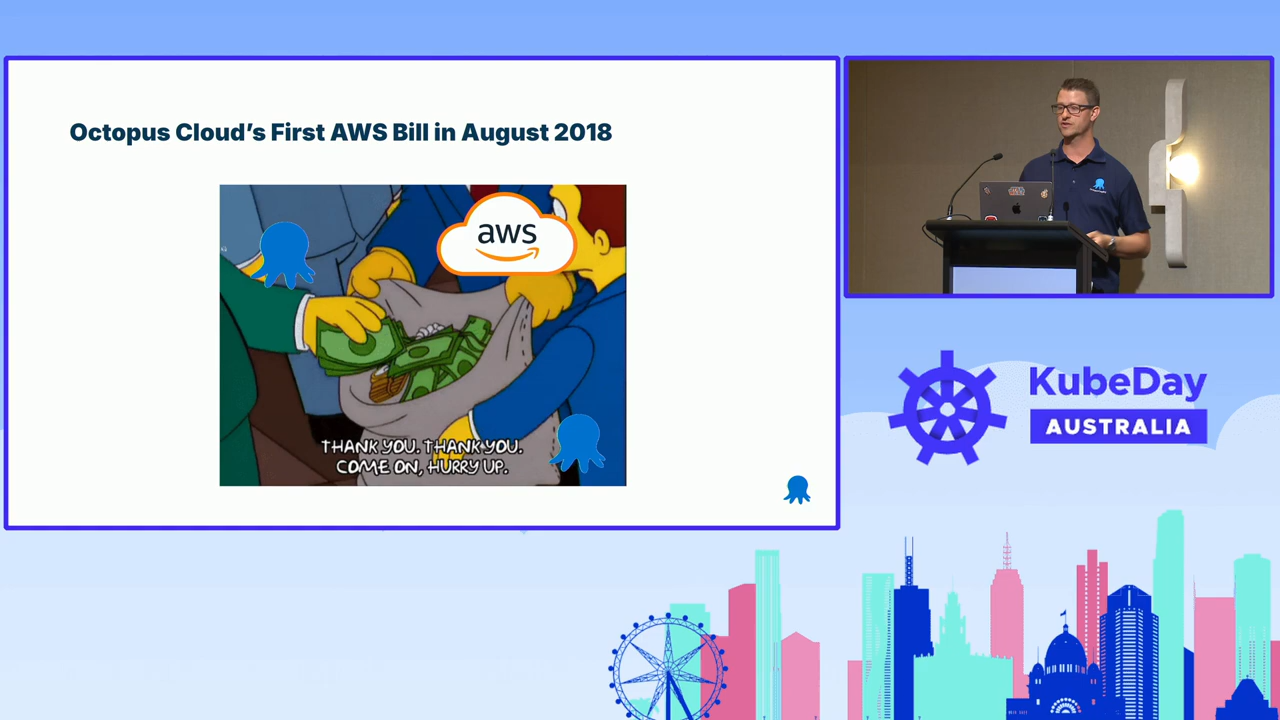 Octopus Cloud's First AWS Bill in August 2018
aws
THANK YOU. THANK YOU.
COME ON, HURRY UP.
KubeDay
AUSTRALIA